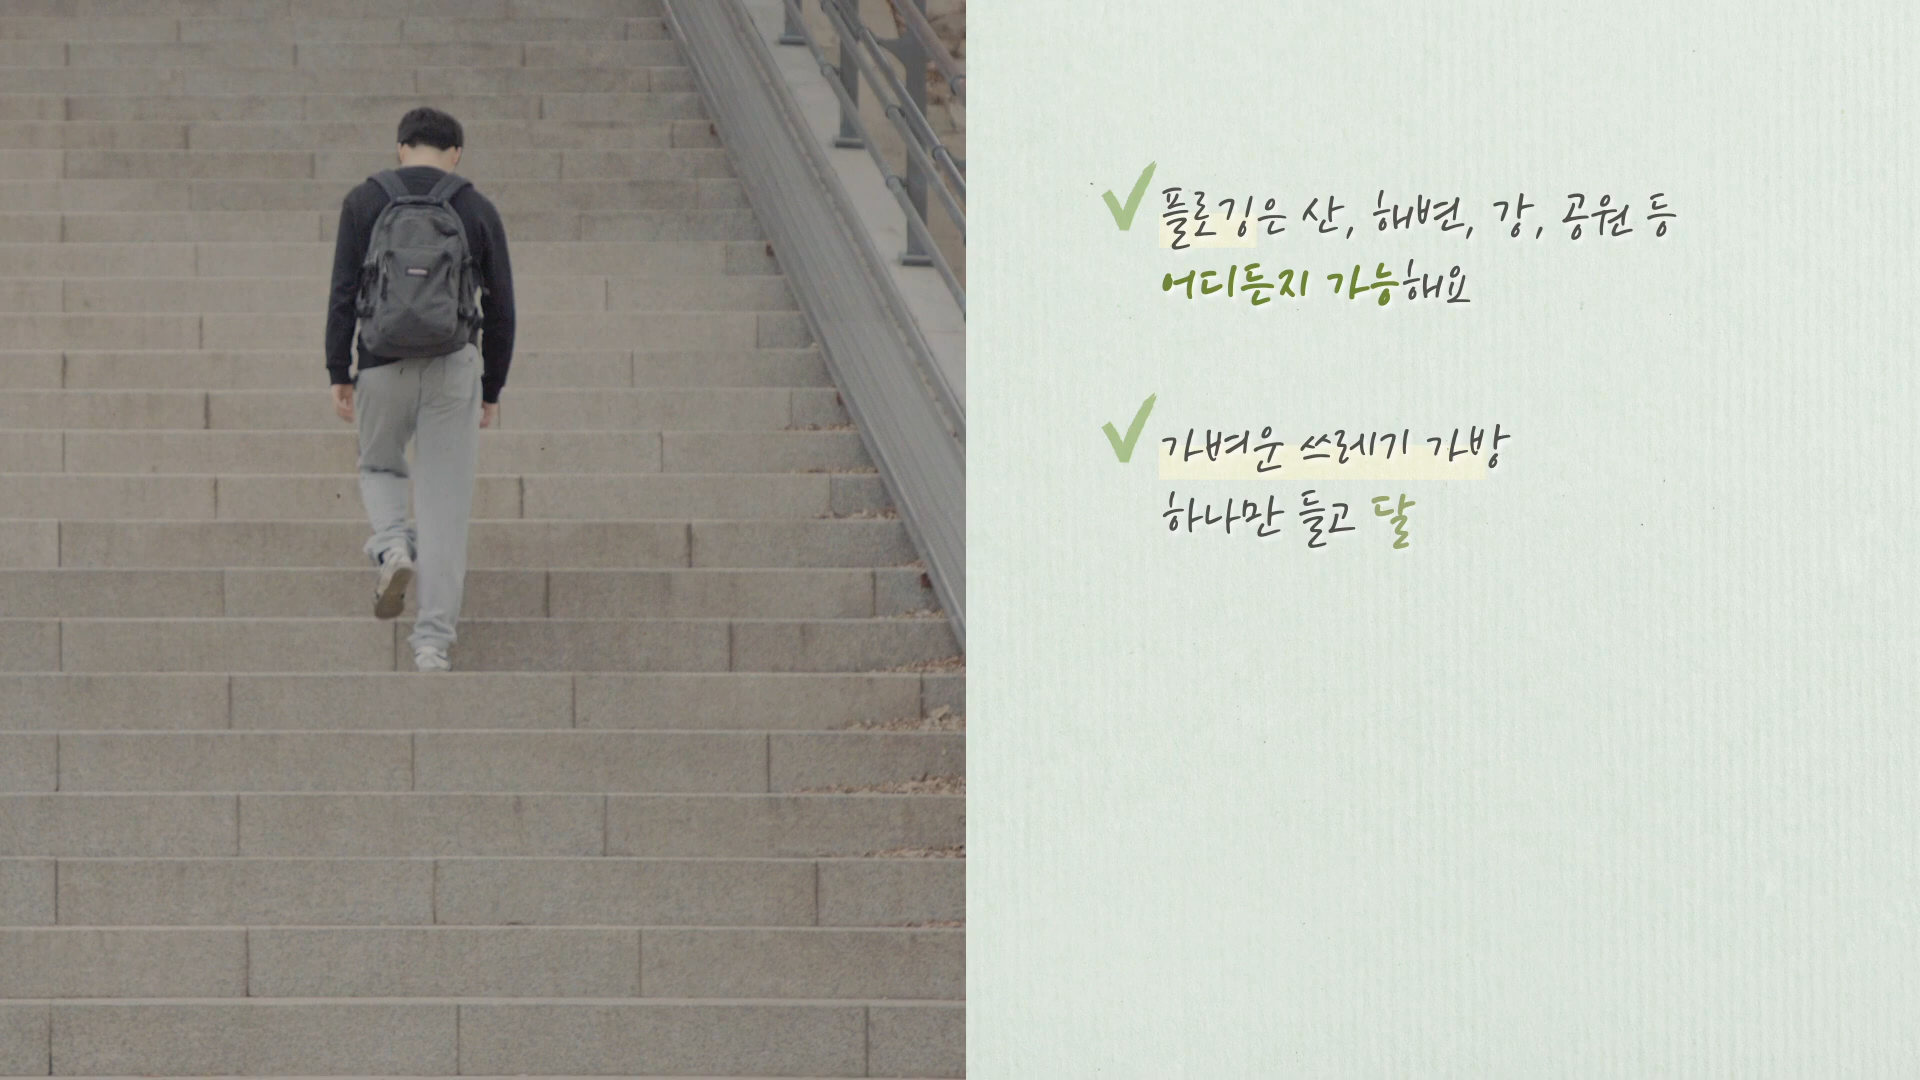 플로깅은 산, 해변, 강, 공원 등
어디든지 가능해요
가벼운 쓰레기 가방
하나만 들고 달